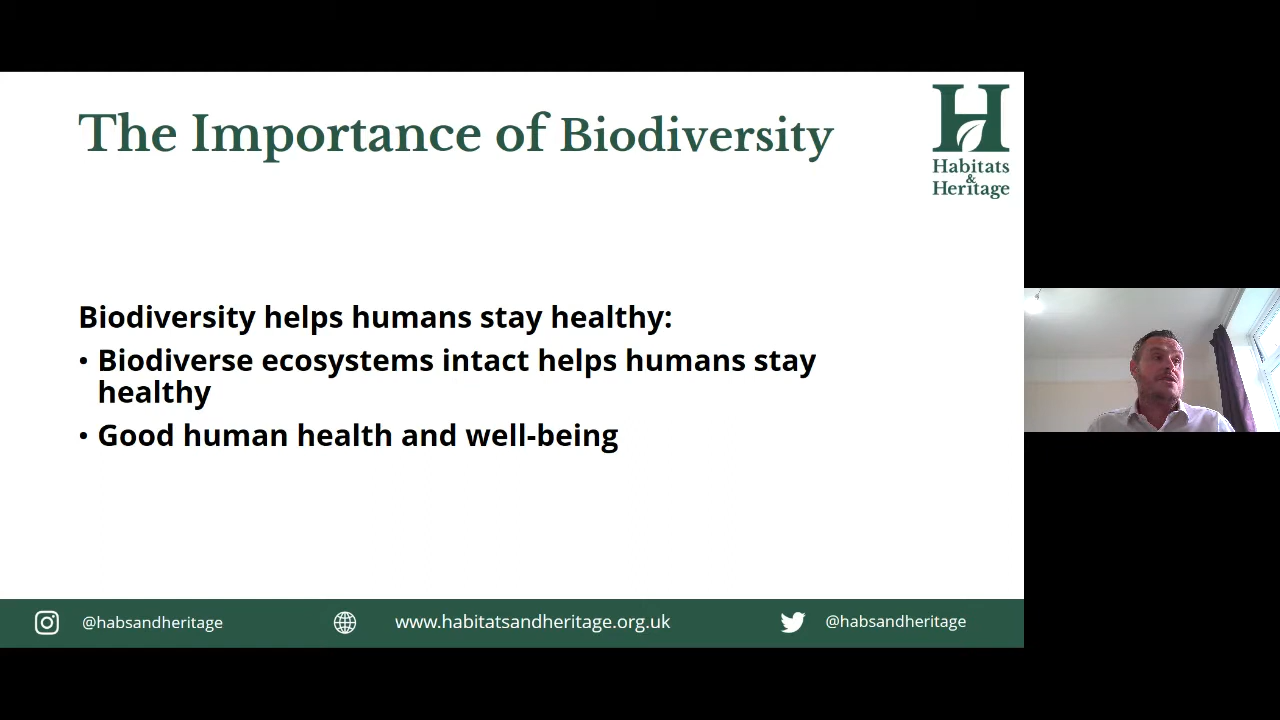 The Importance of Biodiversity
H
Habitats
&
Heritage
Biodiversity helps humans stay healthy:
• Biodiverse ecosystems intact helps humans stay
healthy
• Good human health and well-being
@habsandheritage
www.habitatsandheritage.org.uk
@habsandheritage